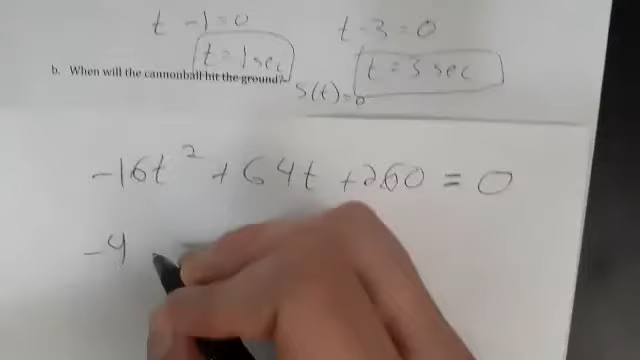 t - 1 = 0 t - 3 = 0
t = 1 sec t = 3 sec
b. When will the cannonball hit the ground? S(t) = 0
-16t² + 64t + 260 = 0
-4